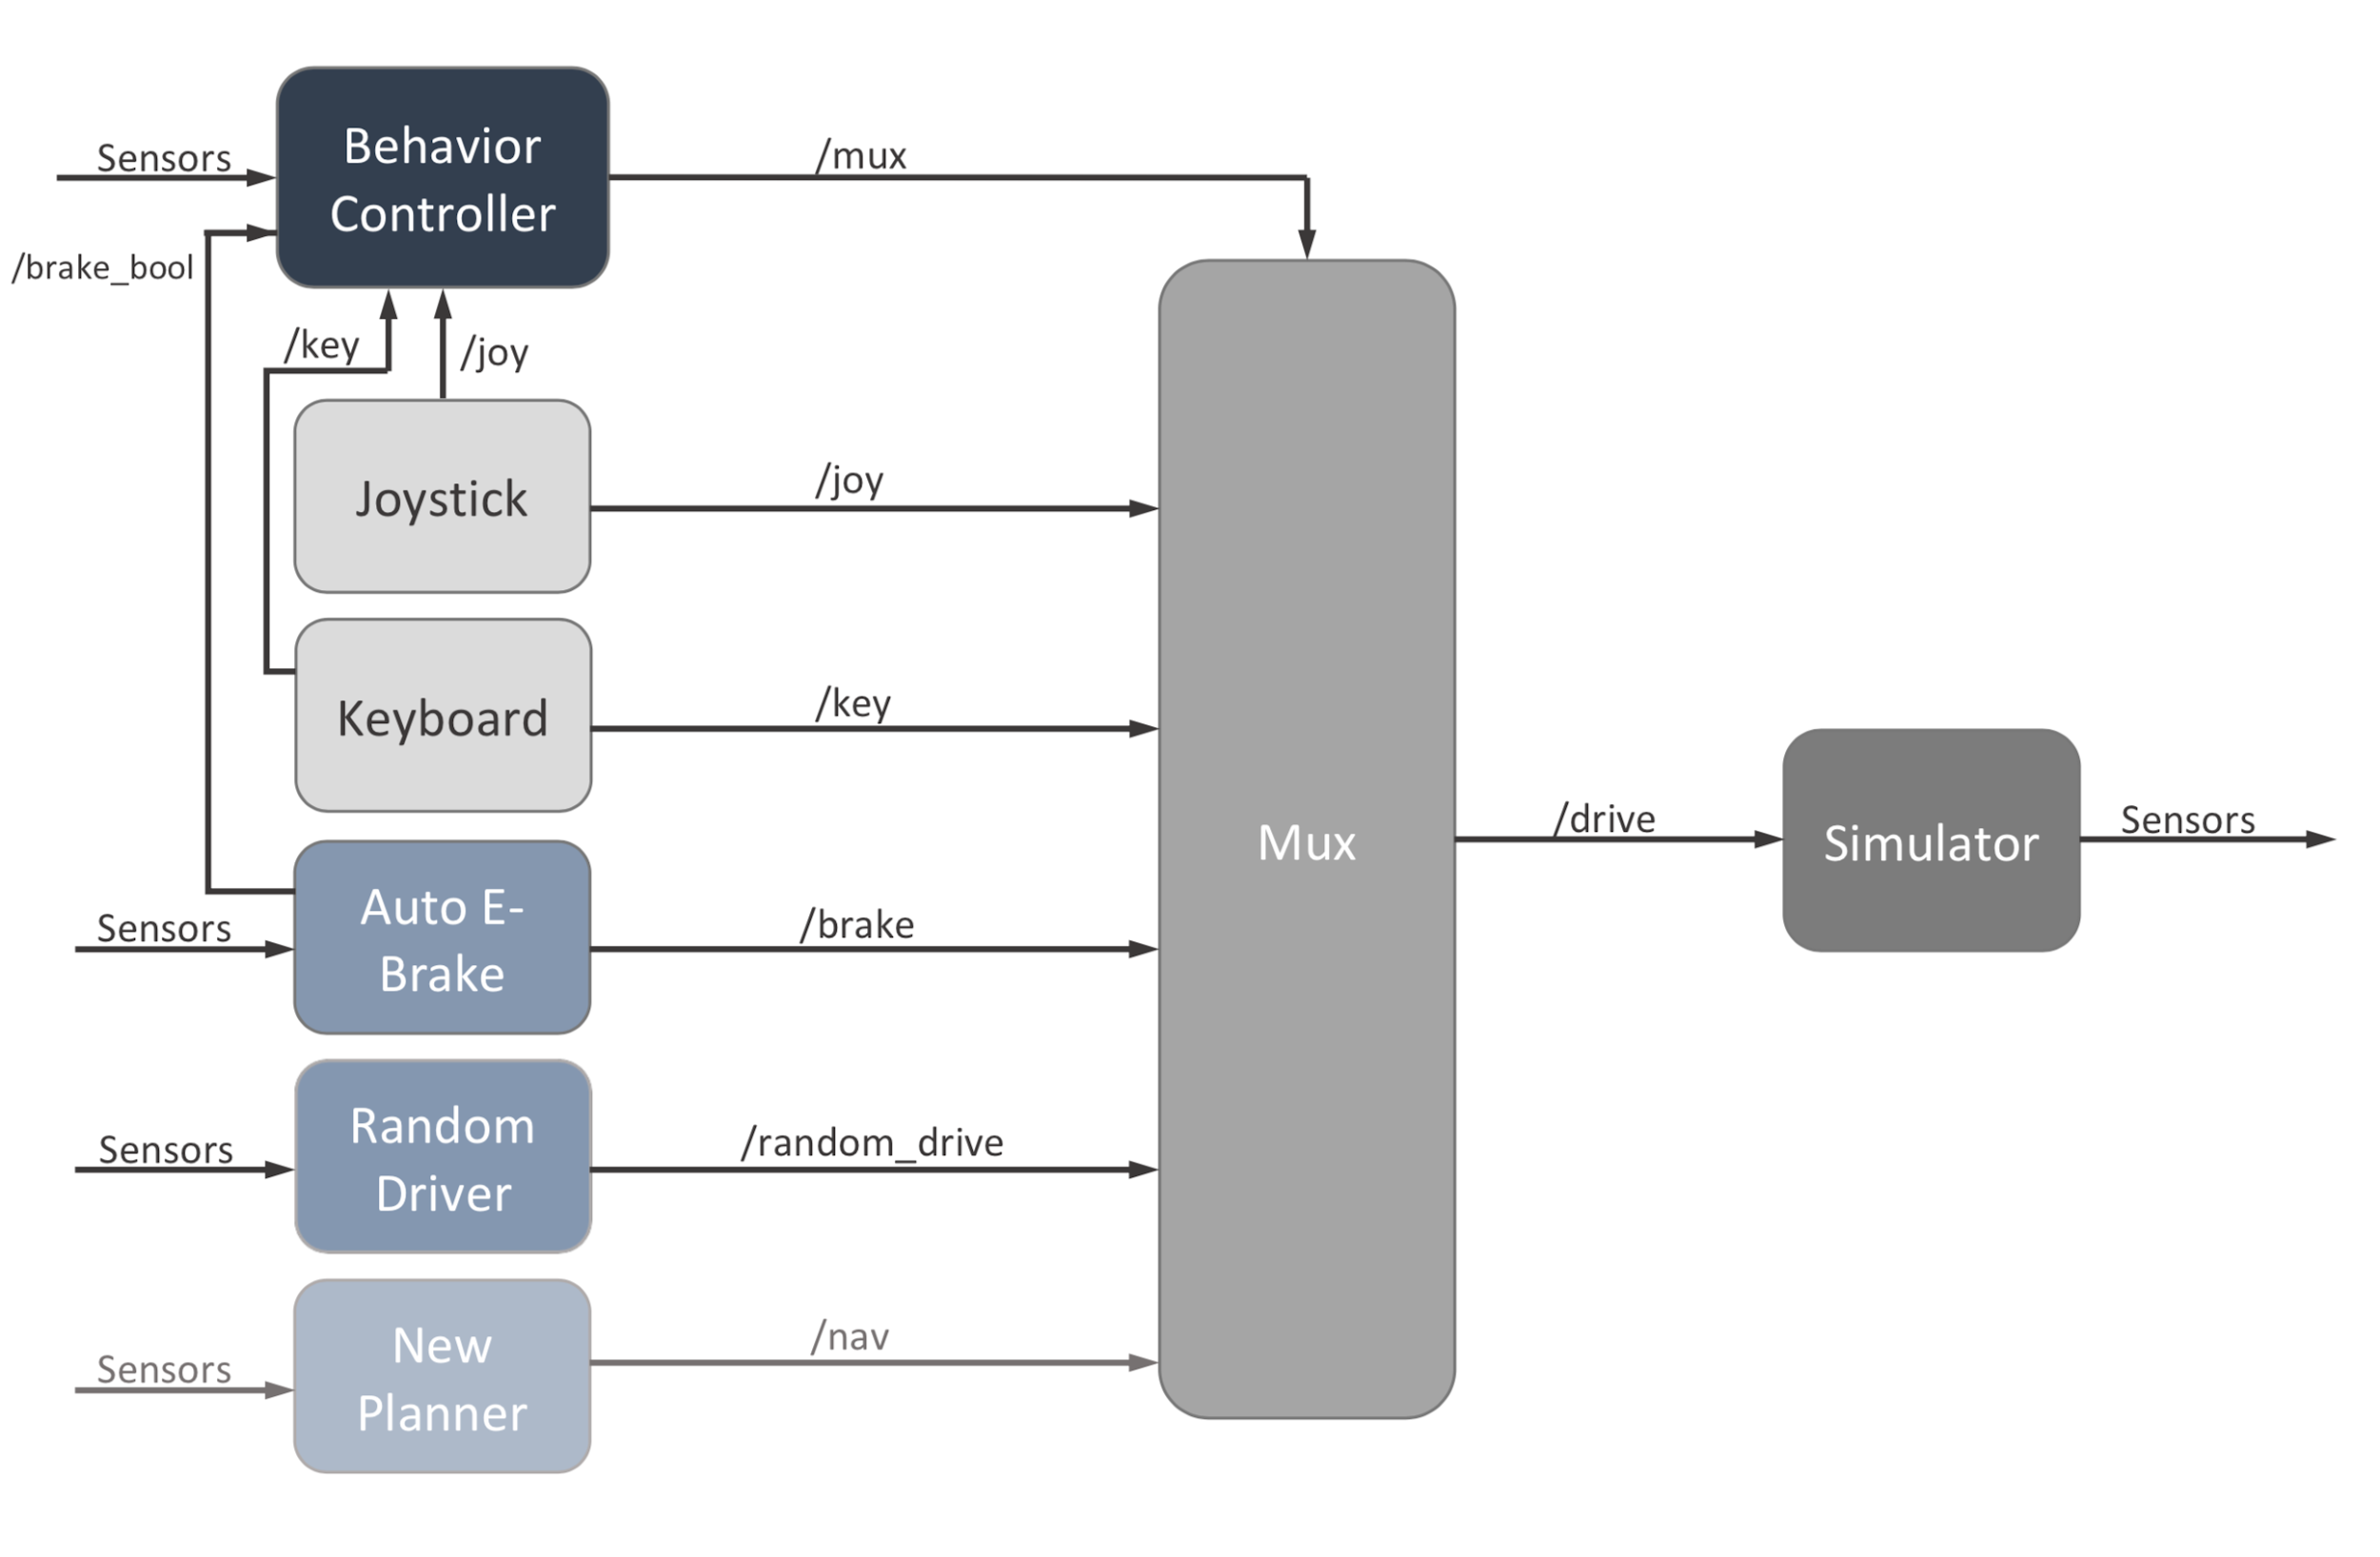 Behavior
Controller
Sensors
/mux
/brake_bool
/key
/joy
Joystick
/joy
Keyboard
/key
Mux
/drive
Simulator
Sensors
Auto E-
Brake
Sensors
/brake
Random
Driver
Sensors
/random_drive
New
Planner
Sensors
/nav